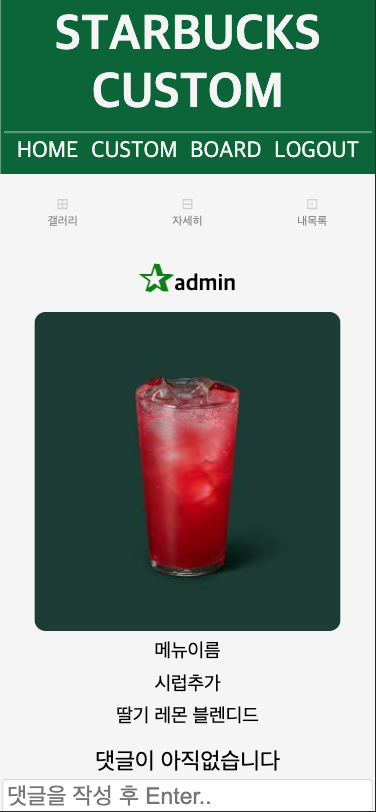 STARBUCKS
CUSTOM
HOME CUSTOM BOARD LOGOUT
갤러리 자세히 내목록
admin
메뉴이름
시럽추가
딸기 레몬 블렌디드
댓글이 아직없습니다
댓글을 작성 후 Enter..